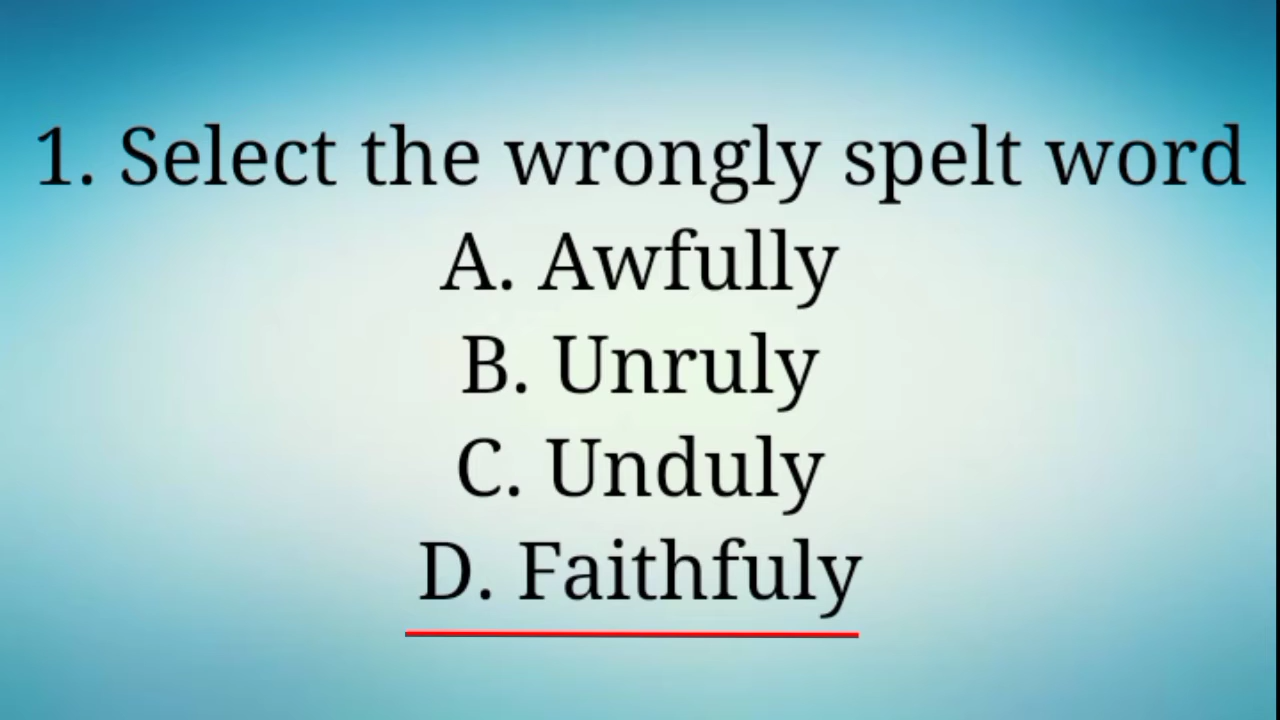 1. Select the wrongly spelt word
A. Awfully
B. Unruly
C. Unduly
D. Faithfuly